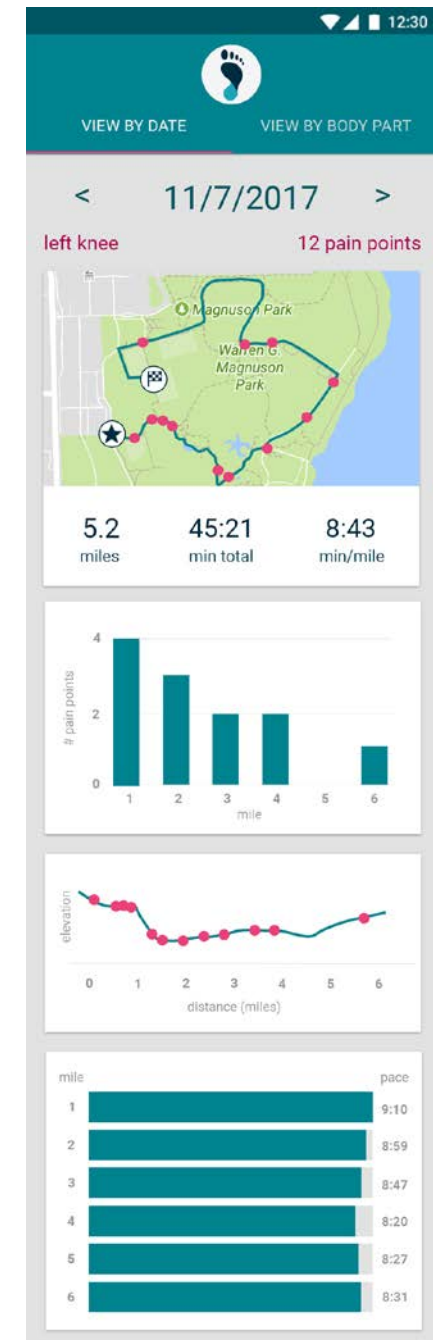 12:30
VIEW BY DATE VIEW BY BODY PART
< 11/7/2017 >
left knee 12 pain points
Magnuson Park
Warren G.
Magnuson
Park
5.2 45:21 8:43
miles min total min/mile
4
2
0
# pain points
1 2 3 4 5 6
mile
elevation
0 1 2 3 4 5 6
distance (miles)
mile pace
1 9:10
2 8:59
3 8:47
4 8:20
5 8:27
6 8:31